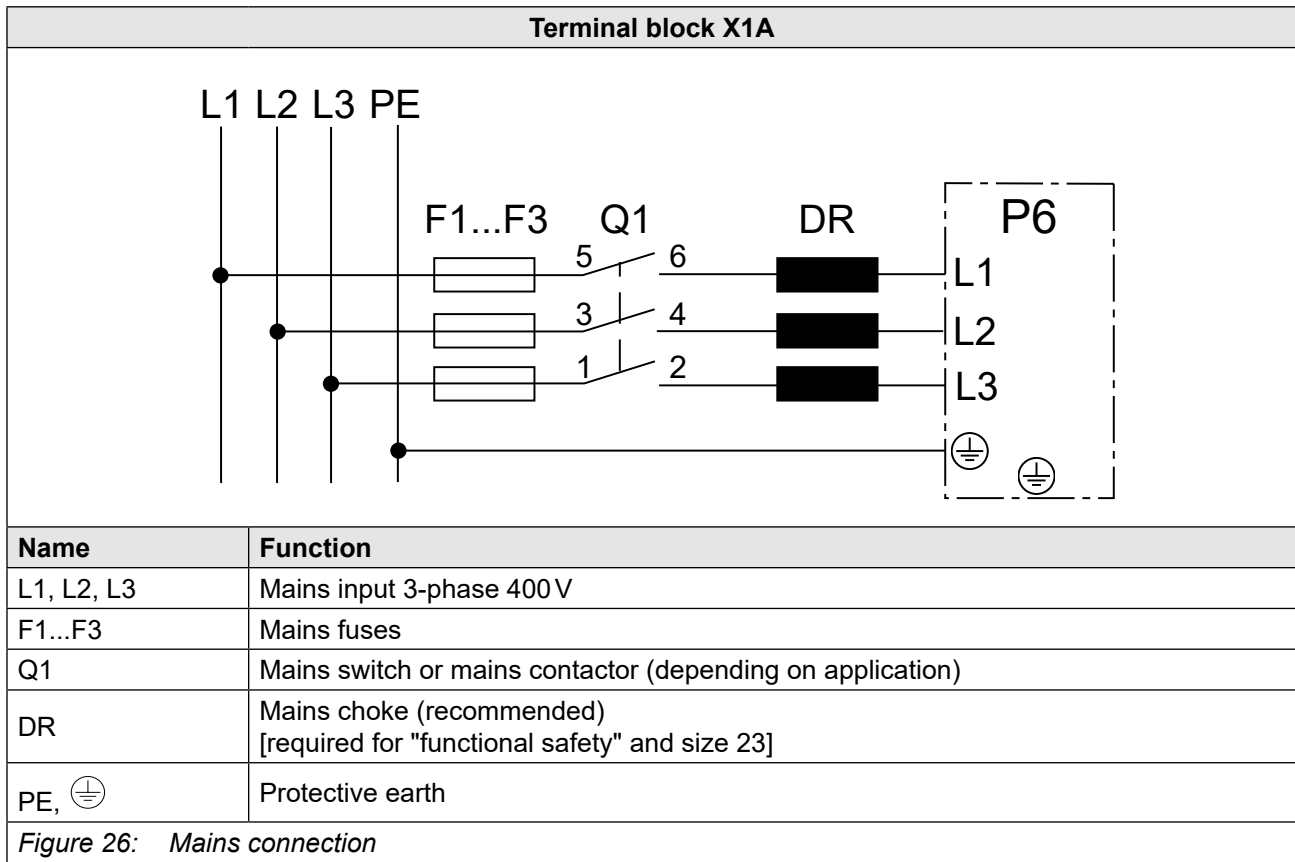 Terminal block X1A
L1 L2 L3 PE
F1...F3 Q1 DR P6
5 6 L1
3 4 L2
1 2 L3
Name Function
L1, L2, L3 Mains input 3-phase 400 V
F1...F3 Mains fuses
Q1 Mains switch or mains contactor (depending on application)
DR Mains choke (recommended)
[required for "functional safety" and size 23]
PE, Protective earth
Figure 26: Mains connection